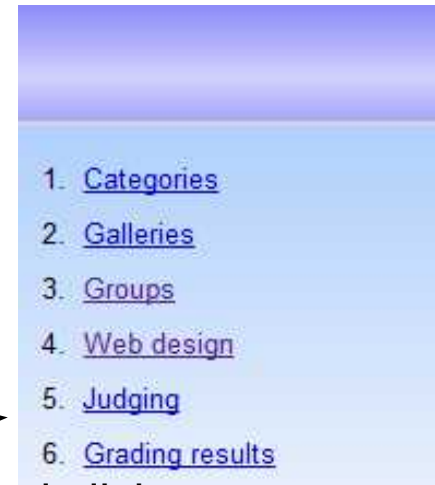 1. Categories
2. Galleries
3. Groups
4. Web design
5. Judging
6. Grading results